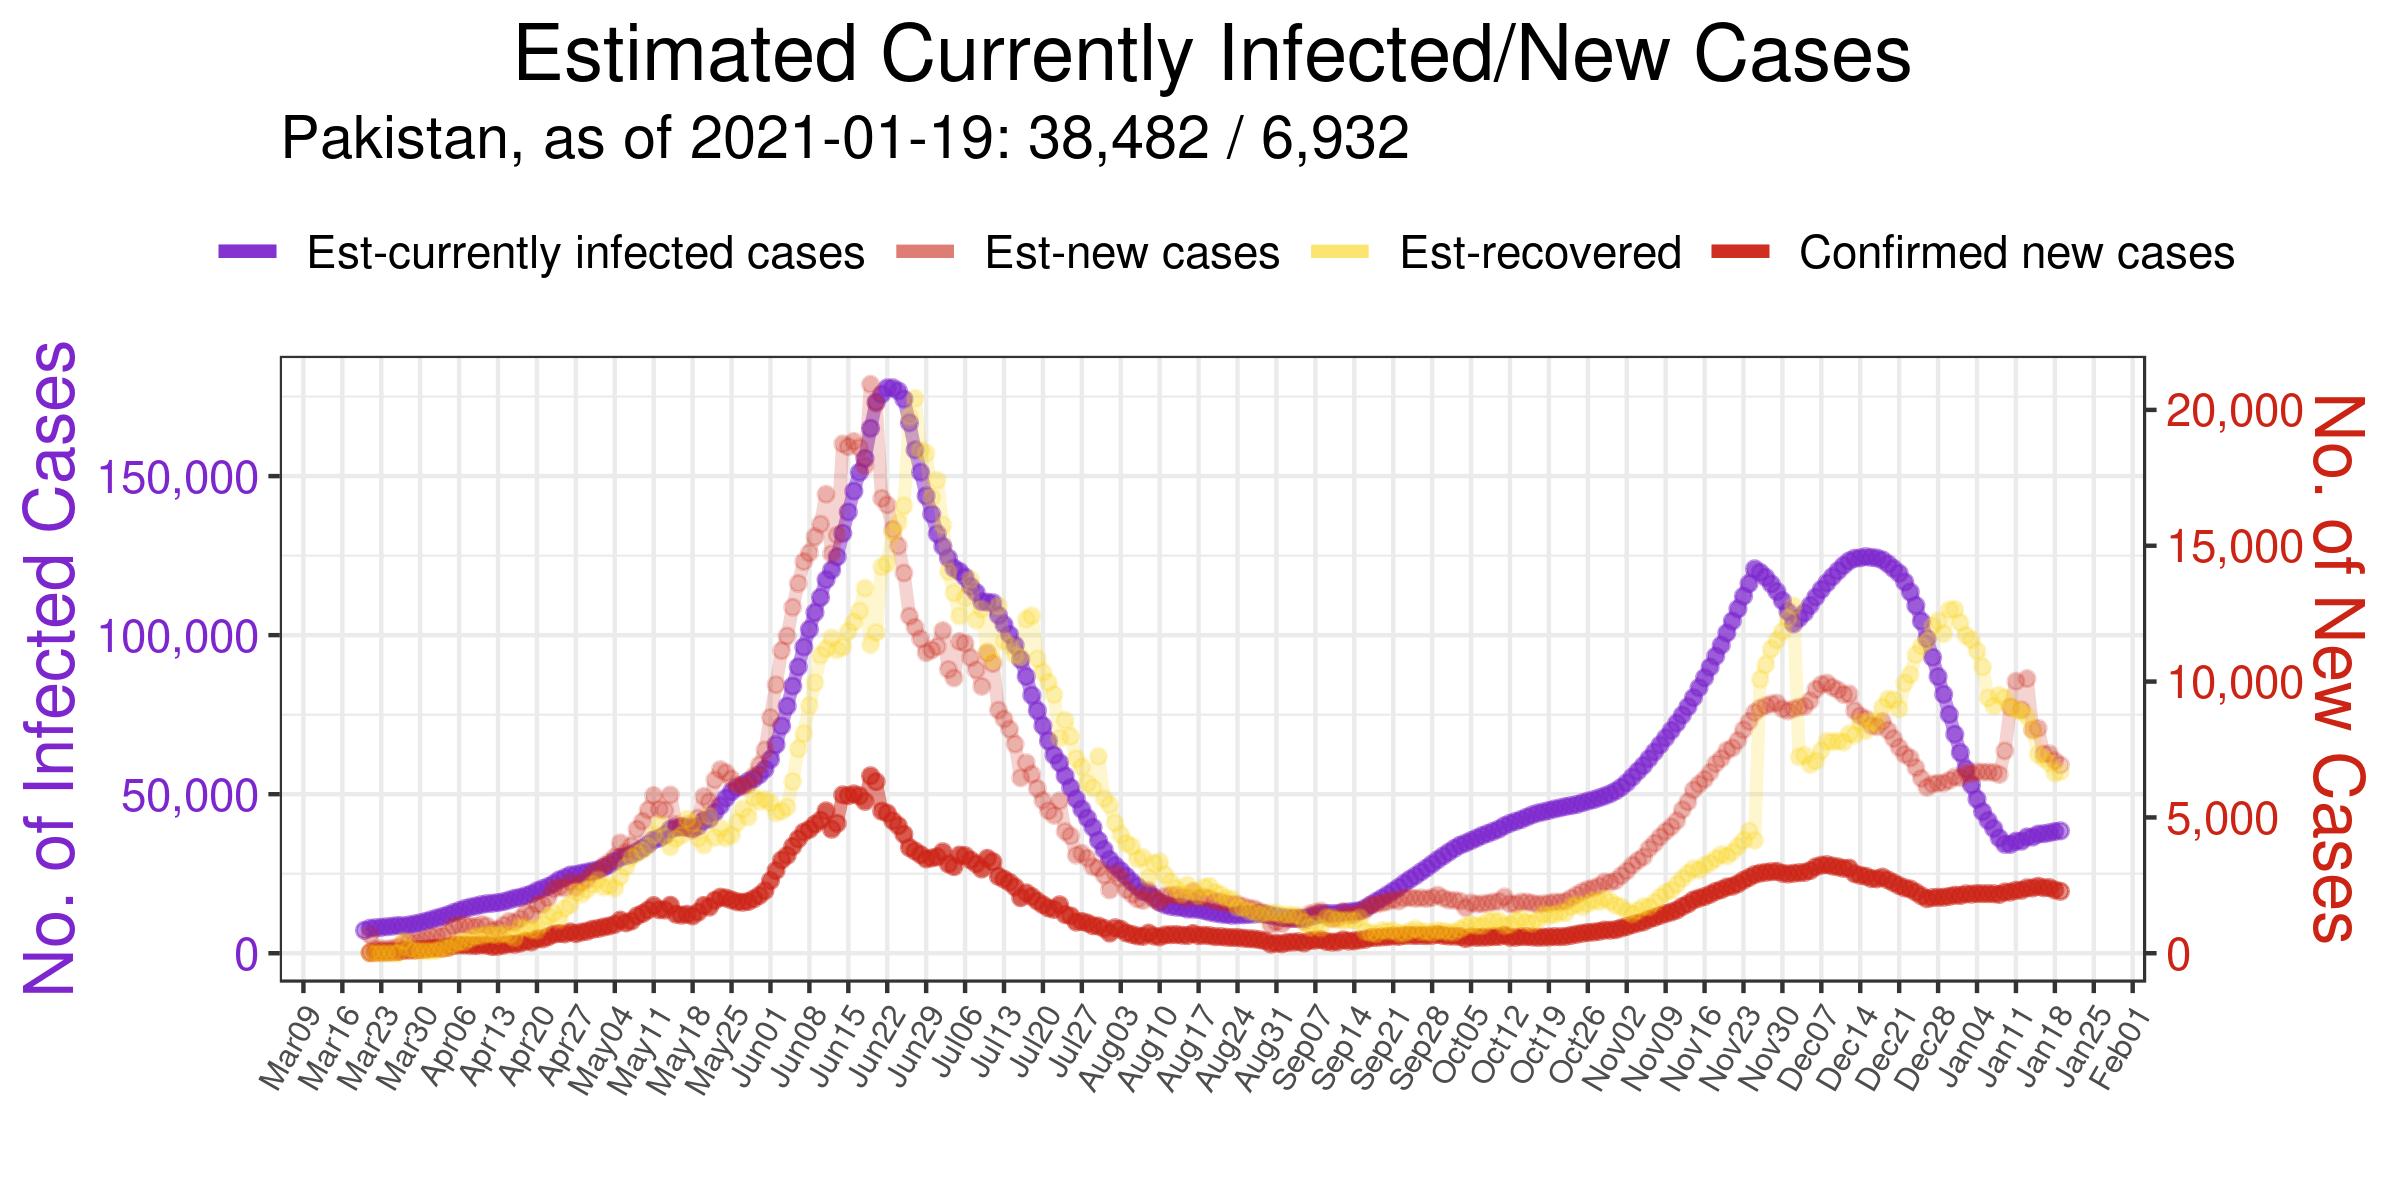 Estimated Currently Infected/New Cases
Pakistan, as of 2021-01-19: 38,482 / 6,932
Est-currently infected cases Est-new cases Est-recovered Confirmed new cases
No. of Infected Cases
150,000
100,000
50,000
0
20,000
15,000
10,000
5,000
0
No. of New Cases
Mar09 Mar16 Mar23 Mar30 Apr06 Apr13 Apr20 Apr27 May04 May11 May18 May25 Jun01 Jun08 Jun15 Jun22 Jun29 Jul06 Jul13 Jul20 Jul27 Aug03 Aug10 Aug17 Aug24 Aug31 Sep07 Sep14 Sep21 Sep28 Oct05 Oct12 Oct19 Oct26 Nov02 Nov09 Nov16 Nov23 Nov30 Dec07 Dec14 Dec21 Dec28 Jan04 Jan11 Jan18 Jan25 Feb01